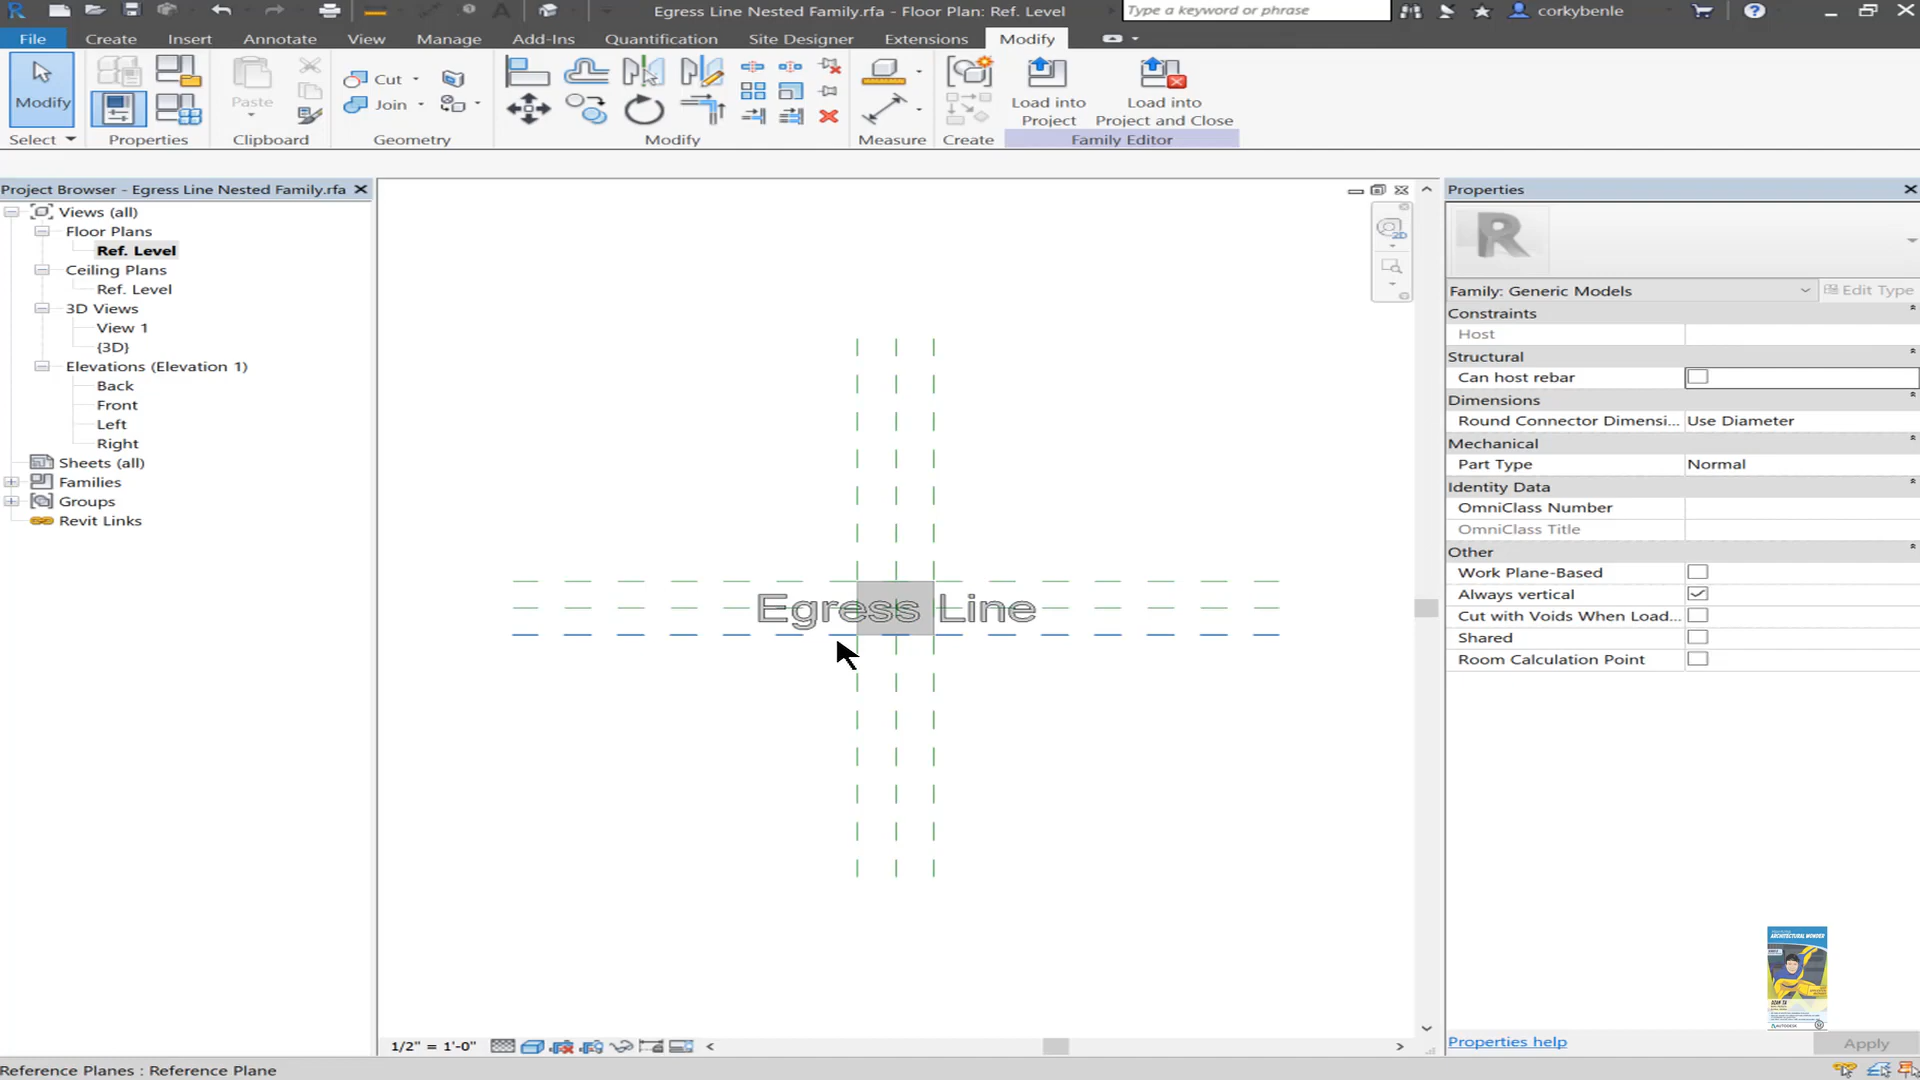 Egress Line Nested Family.rfa - Floor Plan: Ref. Level
Type a keyword or phrase
corkybenle
File
Create
Insert
Annotate
View
Manage
Add-Ins
Quantification
Site Designer
Extensions
Modify
Modify
Paste
Cut
Join
Load into
Project
Load into
Project and Close
Select
Properties
Clipboard
Geometry
Modify
Measure
Create
Family Editor
Project Browser - Egress Line Nested Family.rfa
Views (all)
Floor Plans
Ref. Level
Ceiling Plans
Ref. Level
3D Views
View 1
{3D}
Elevations (Elevation 1)
Back
Front
Left
Right
Sheets (all)
Families
Groups
Revit Links
Egress Line
Properties
R
Family: Generic Models
Edit Type
Constraints
Host
Structural
Can host rebar
Dimensions
Round Connector Dimensi...
Use Diameter
Mechanical
Part Type
Normal
Identity Data
OmniClass Number
OmniClass Title
Other
Work Plane-Based
Always vertical
Cut with Voids When Load...
Shared
Room Calculation Point
ARCHITECTURAL WONDER
AUTODESK
Properties help
Apply
1/2" = 1'-0"
Reference Planes : Reference Plane